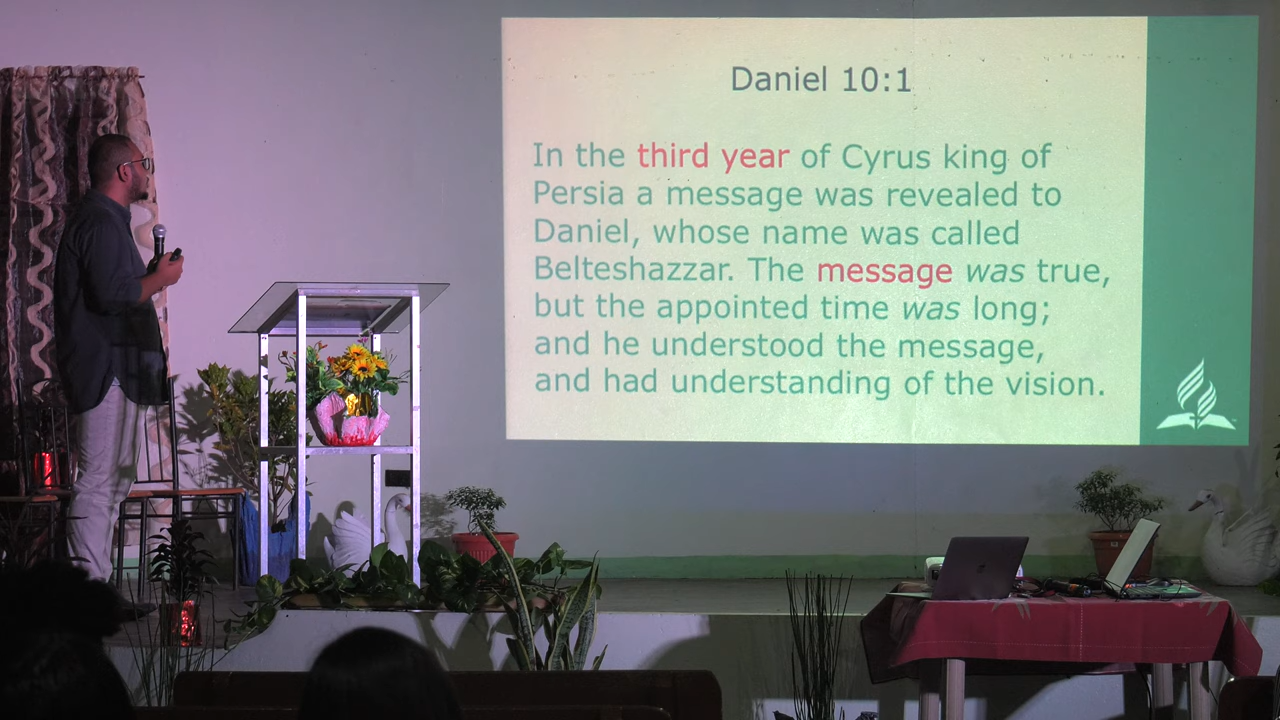 Daniel 10:1
In the third year of Cyrus king of
Persia a message was revealed to
Daniel, whose name was called
Belteshazzar. The message was true,
but the appointed time was long;
and he understood the message,
and had understanding of the vision.